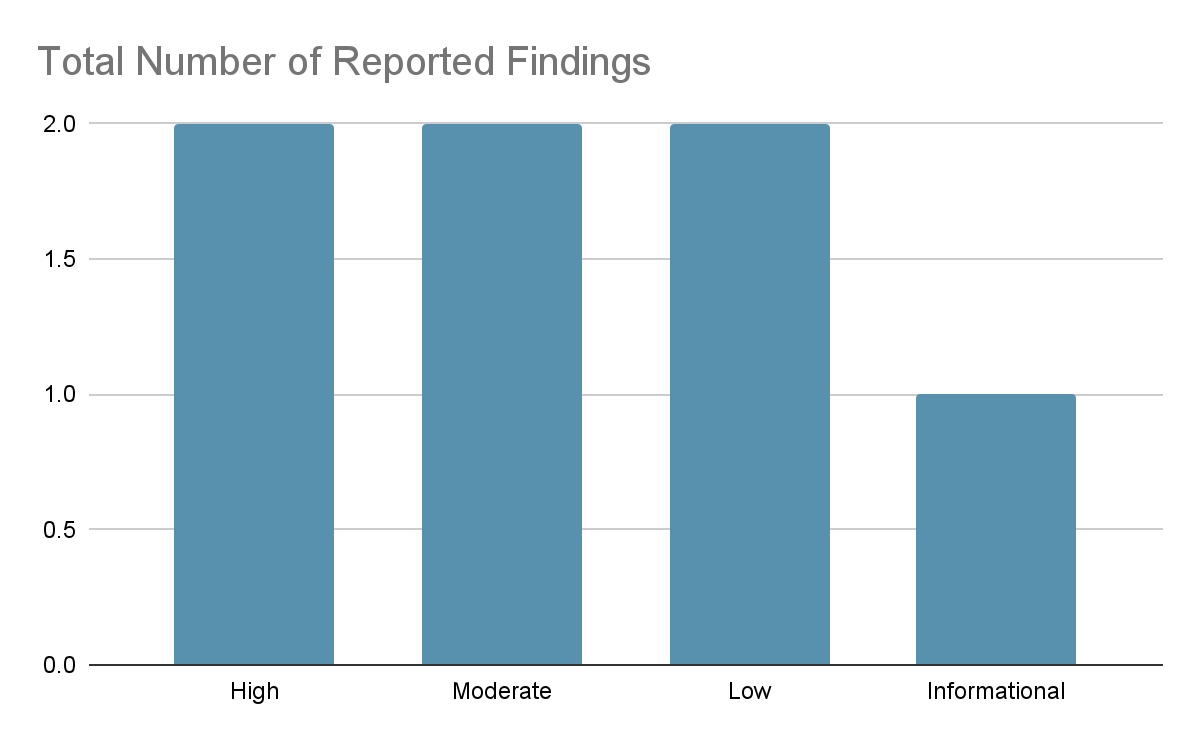 Total Number of Reported Findings
2.0
1.5
1.0
0.5
0.0
High Moderate Low Informational